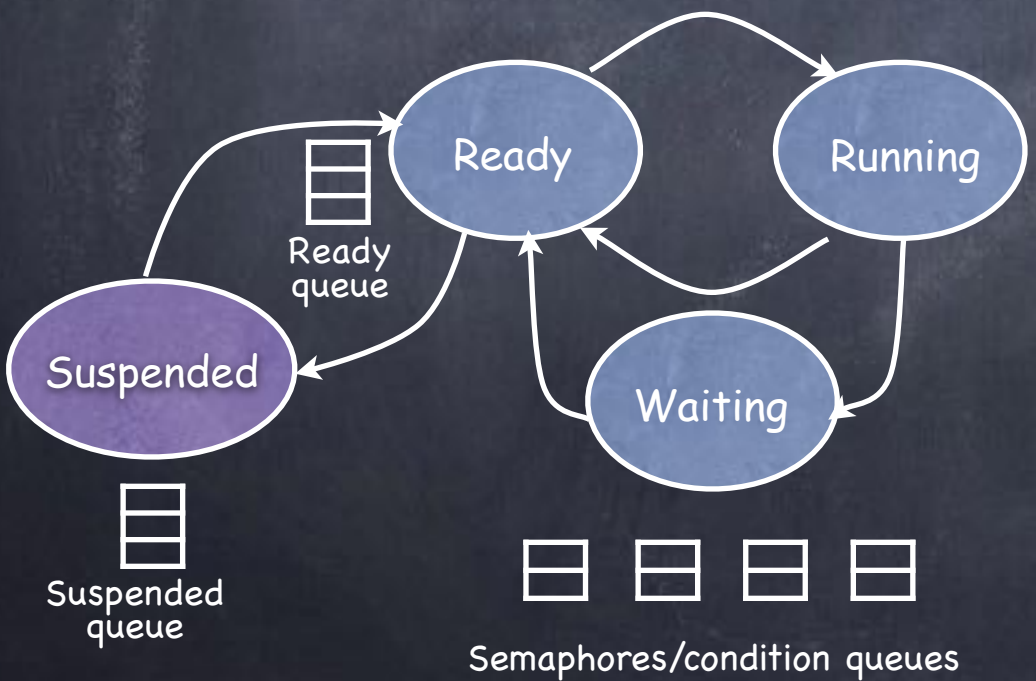 Ready
Running
Ready
queue
Suspended
Waiting
Suspended
queue
Semaphores/condition queues